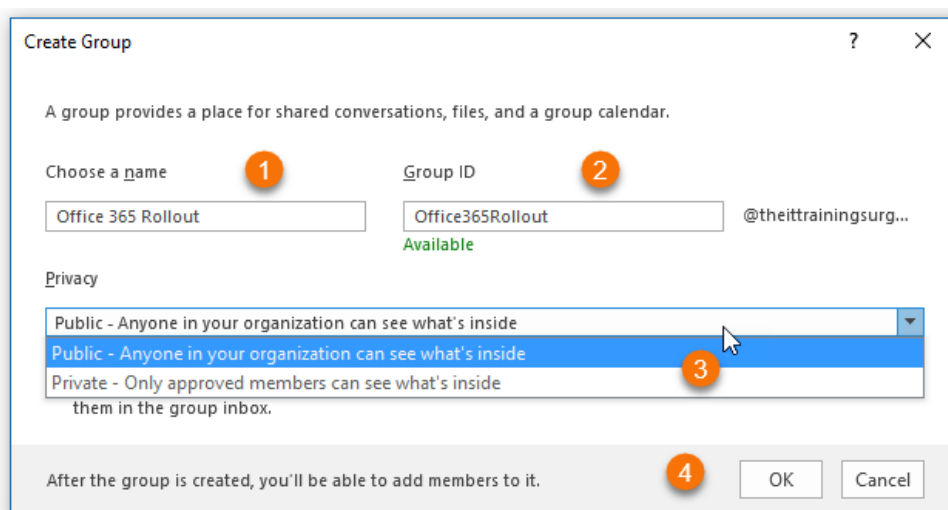 Create Group ?
A group provides a place for shared conversations, files, and a group calendar.
Choose a name 1 Group ID 2
Office 365 Rollout Office365Rollout @theittrainingsurg...
Available
Privacy
Public - Anyone in your organization can see what's inside
Public - Anyone in your organization can see what's inside
Private - Only approved members can see what's inside 3
them in the group inbox.
After the group is created, you'll be able to add members to it. 4 OK Cancel